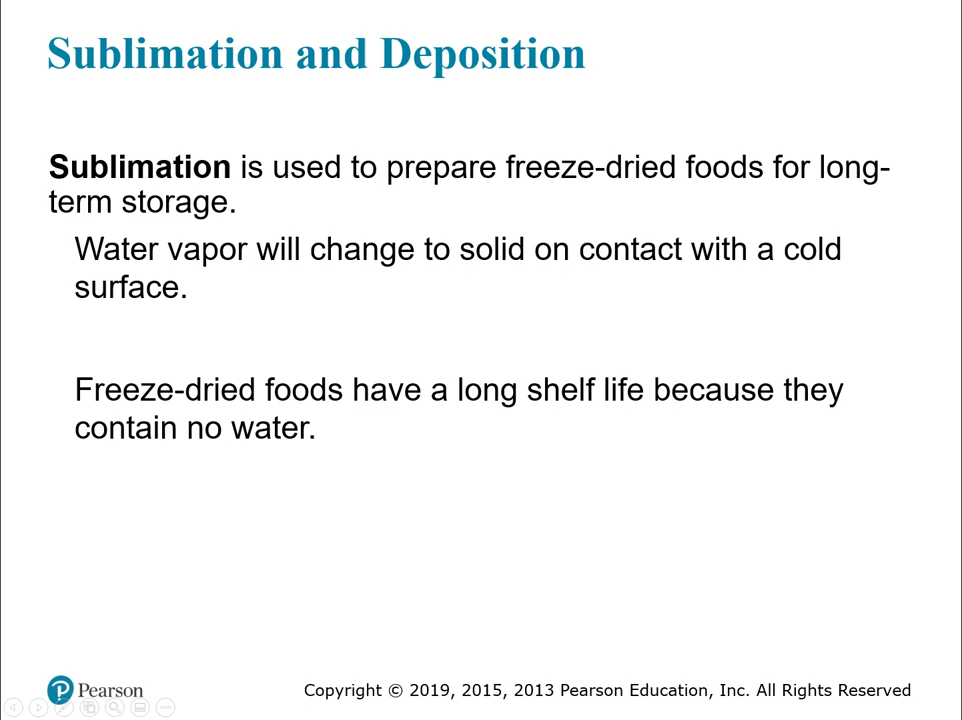 Sublimation and Deposition
Sublimation is used to prepare freeze-dried foods for long-
term storage.
Water vapor will change to solid on contact with a cold
surface.
Freeze-dried foods have a long shelf life because they
contain no water.
Pearson
Copyright © 2019, 2015, 2013 Pearson Education, Inc. All Rights Reserved